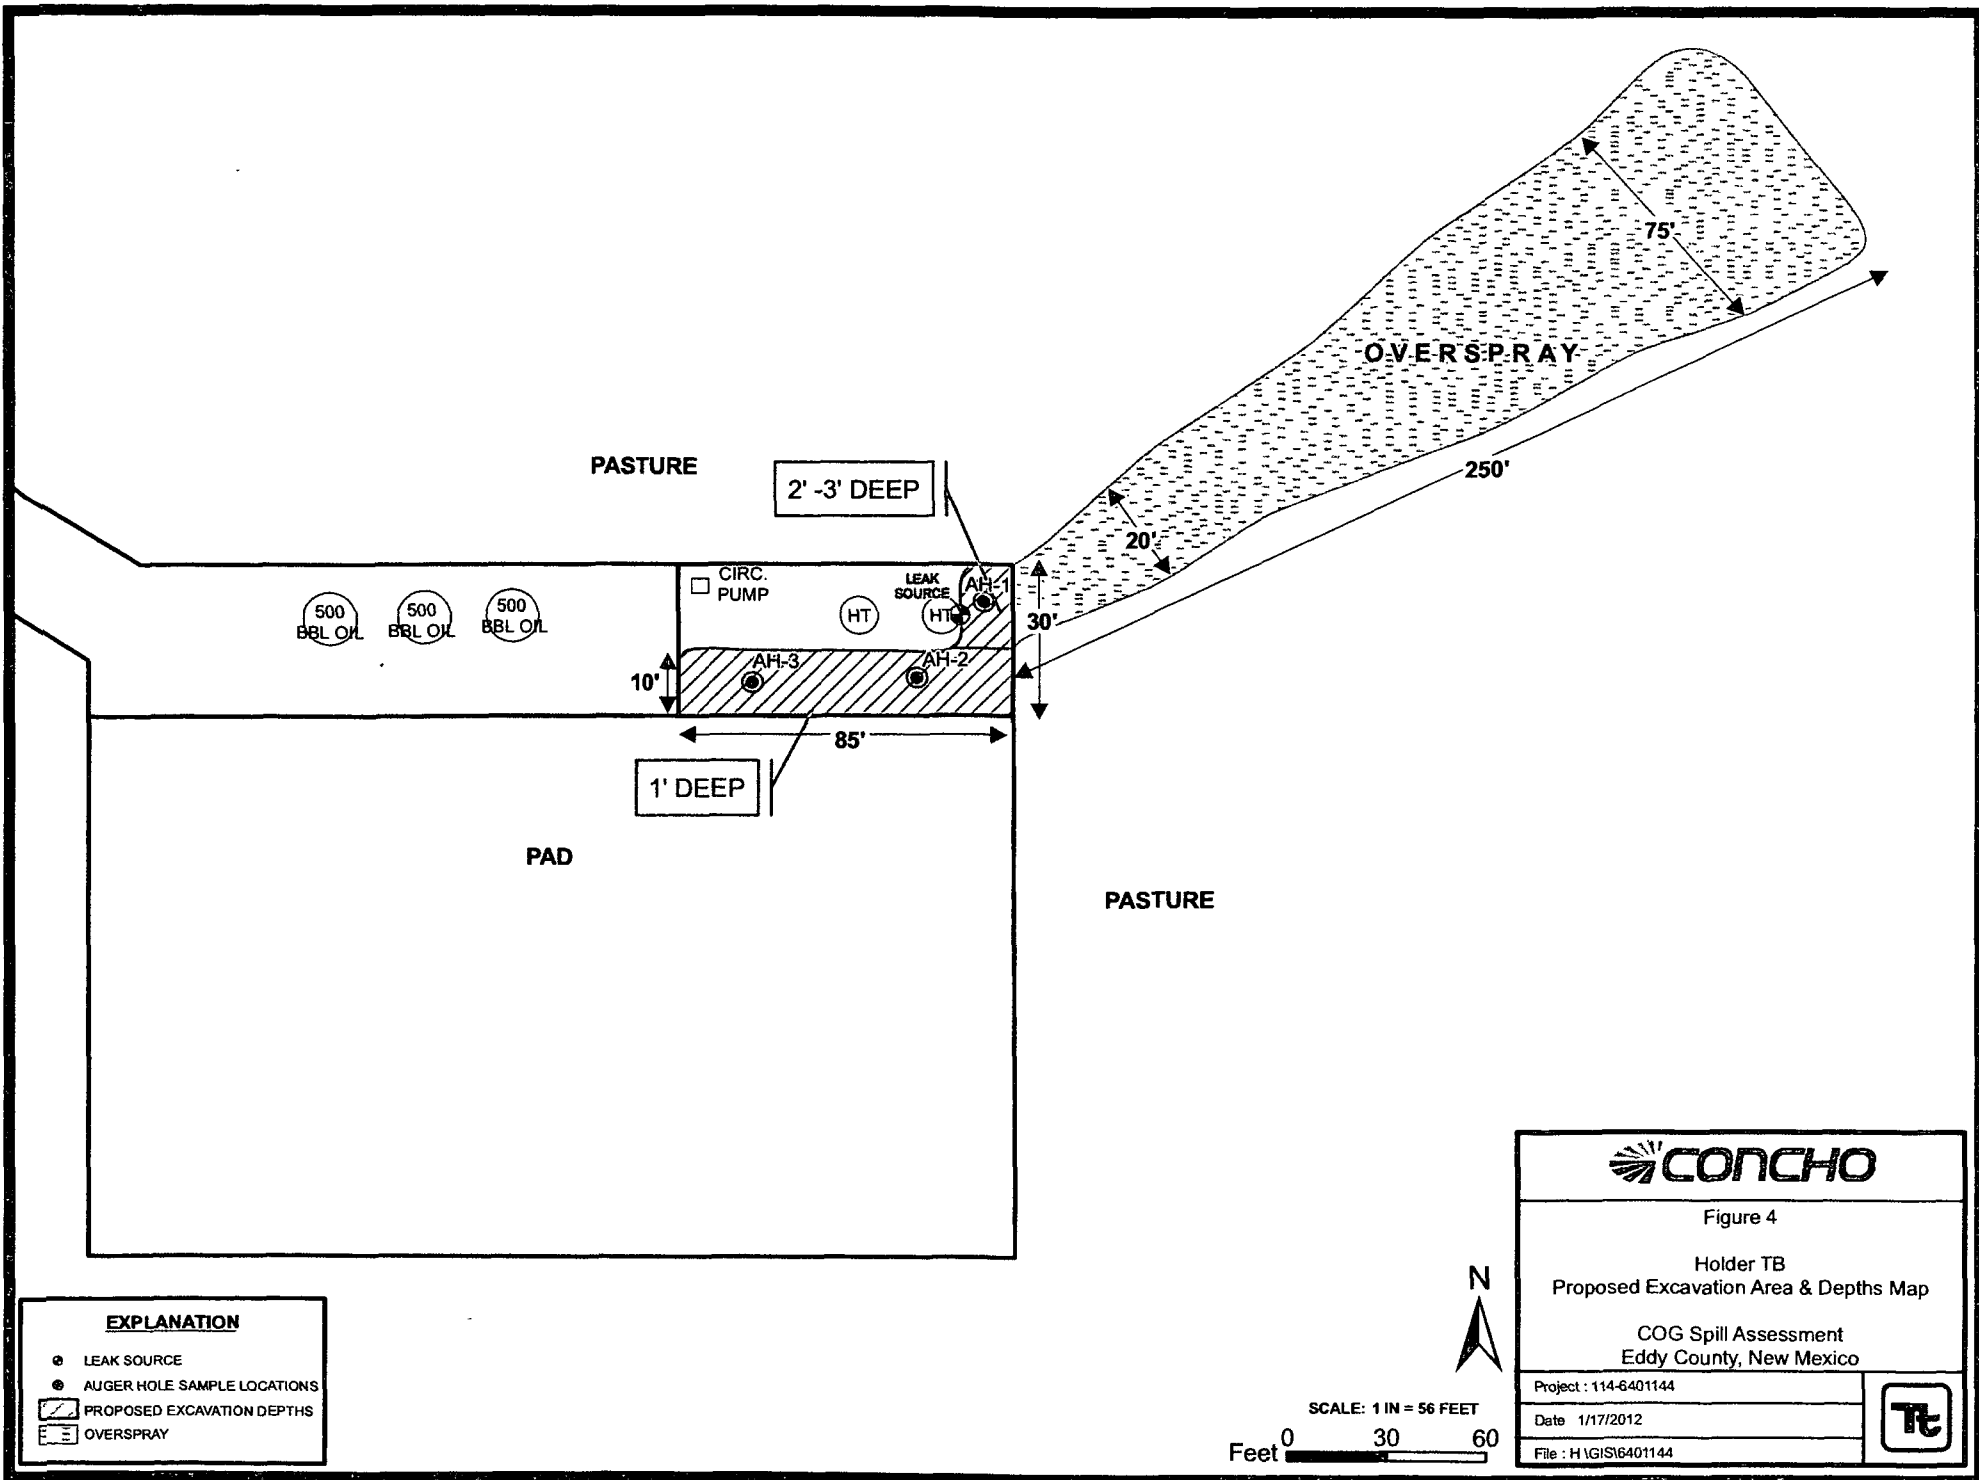 75'
OVERSPRAY
250'
PASTURE
2' -3' DEEP
20'
CIRC.
PUMP
LEAK
SOURCE
AH-1
500
BBL OIL
500
BBL OIL
500
BBL OIL
HT
HT
30'
AH-3
AH-2
10'
85'
1' DEEP
PAD
PASTURE
EXPLANATION
LEAK SOURCE
AUGER HOLE SAMPLE LOCATIONS
PROPOSED EXCAVATION DEPTHS
OVERSPRAY
N
SCALE: 1 IN = 56 FEET
Feet 0 30 60
CONCHO
Figure 4
Holder TB
Proposed Excavation Area & Depths Map
COG Spill Assessment
Eddy County, New Mexico
Project : 114-6401144
Date 1/17/2012
File : H \GIS\6401144
Tt